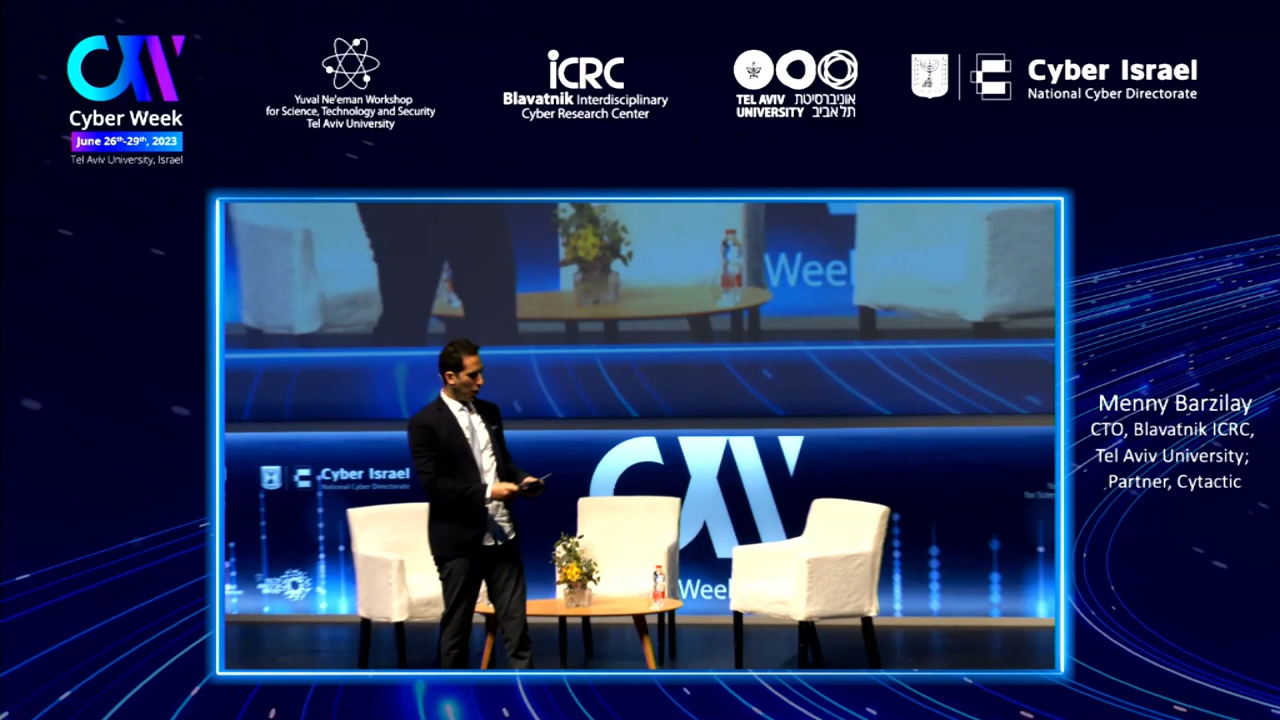 Cyber Week
June 26th-29th, 2023
Tel Aviv University, Israel
Yuval Ne'eman Workshop
for Science, Technology and Security
Tel Aviv University
iCRC
Blavatnik Interdisciplinary
Cyber Research Center
TEL AVIV אוניברסיטת
UNIVERSITY תל אביב
Cyber Israel
National Cyber Directorate
Week
Cyber Israel
National Cyber Directorate
Week
Menny Barzilay
CTO, Blavatnik ICRC,
Tel Aviv University;
Partner, Cytactic